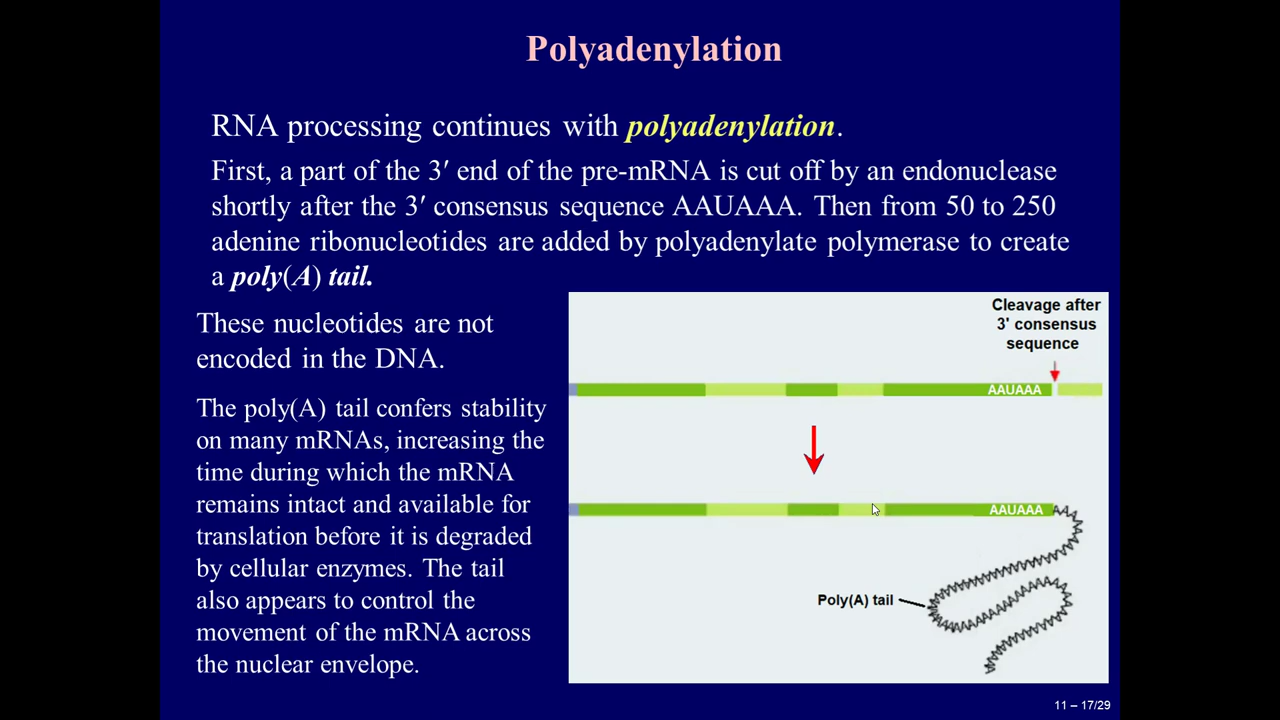 Polyadenylation
RNA processing continues with polyadenylation.
First, a part of the 3′ end of the pre-mRNA is cut off by an endonuclease
shortly after the 3′ consensus sequence AAUAAA. Then from 50 to 250
adenine ribonucleotides are added by polyadenylate polymerase to create
a poly(A) tail.
These nucleotides are not
encoded in the DNA.
The poly(A) tail confers stability
on many mRNAs, increasing the
time during which the mRNA
remains intact and available for
translation before it is degraded
by cellular enzymes. The tail
also appears to control the
movement of the mRNA across
the nuclear envelope.
Cleavage after
3' consensus
sequence
AAUAAA
AAUAAA
Poly(A) tail
11 – 17/29